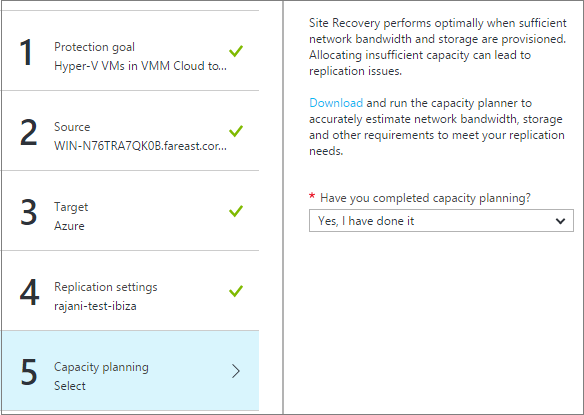 1
Protection goal
Hyper-V VMs in VMM Cloud to...
2
Source
WIN-N76TRA7QK0B.fareast.cor...
3
Target
Azure
4
Replication settings
rajani-test-ibiza
5
Capacity planning
Select
Site Recovery performs optimally when sufficient
network bandwidth and storage are provisioned.
Allocating insufficient capacity can lead to
replication issues.
Download and run the capacity planner to
accurately estimate network bandwidth, storage
and other requirements to meet your replication
needs.
* Have you completed capacity planning?
Yes, I have done it